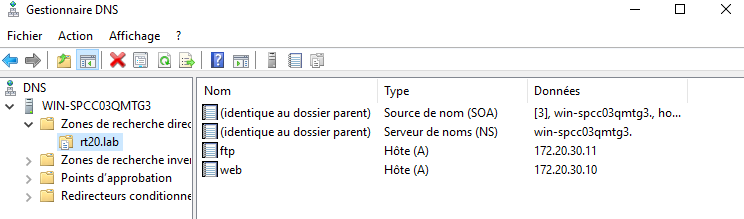 Gestionnaire DNS
Fichier Action Affichage ?
DNS
WIN-SPCC03QMTG3
Zones de recherche direc
rt20.lab
Zones de recherche inver
Points d'approbation
Redirecteurs conditionne
Nom Type Données
(identique au dossier parent) Source de nom (SOA) [3], win-spcc03qmtg3., ho...
(identique au dossier parent) Serveur de noms (NS) win-spcc03qmtg3.
ftp Hôte (A) 172.20.30.11
web Hôte (A) 172.20.30.10